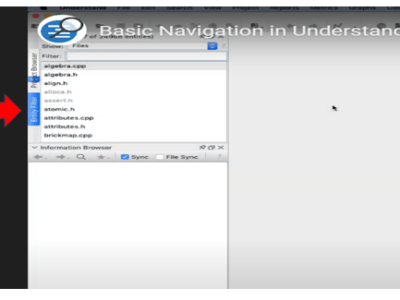 Basic Navigation in Understand
Show: Files
Filter:
algebra.cpp
algebra.h
align.h
alloca.h
assert.h
atomic.h
attributes.cpp
attributes.h
brickmap.cpp
Project Browser
Entity Filter
Information Browser
Sync File Sync